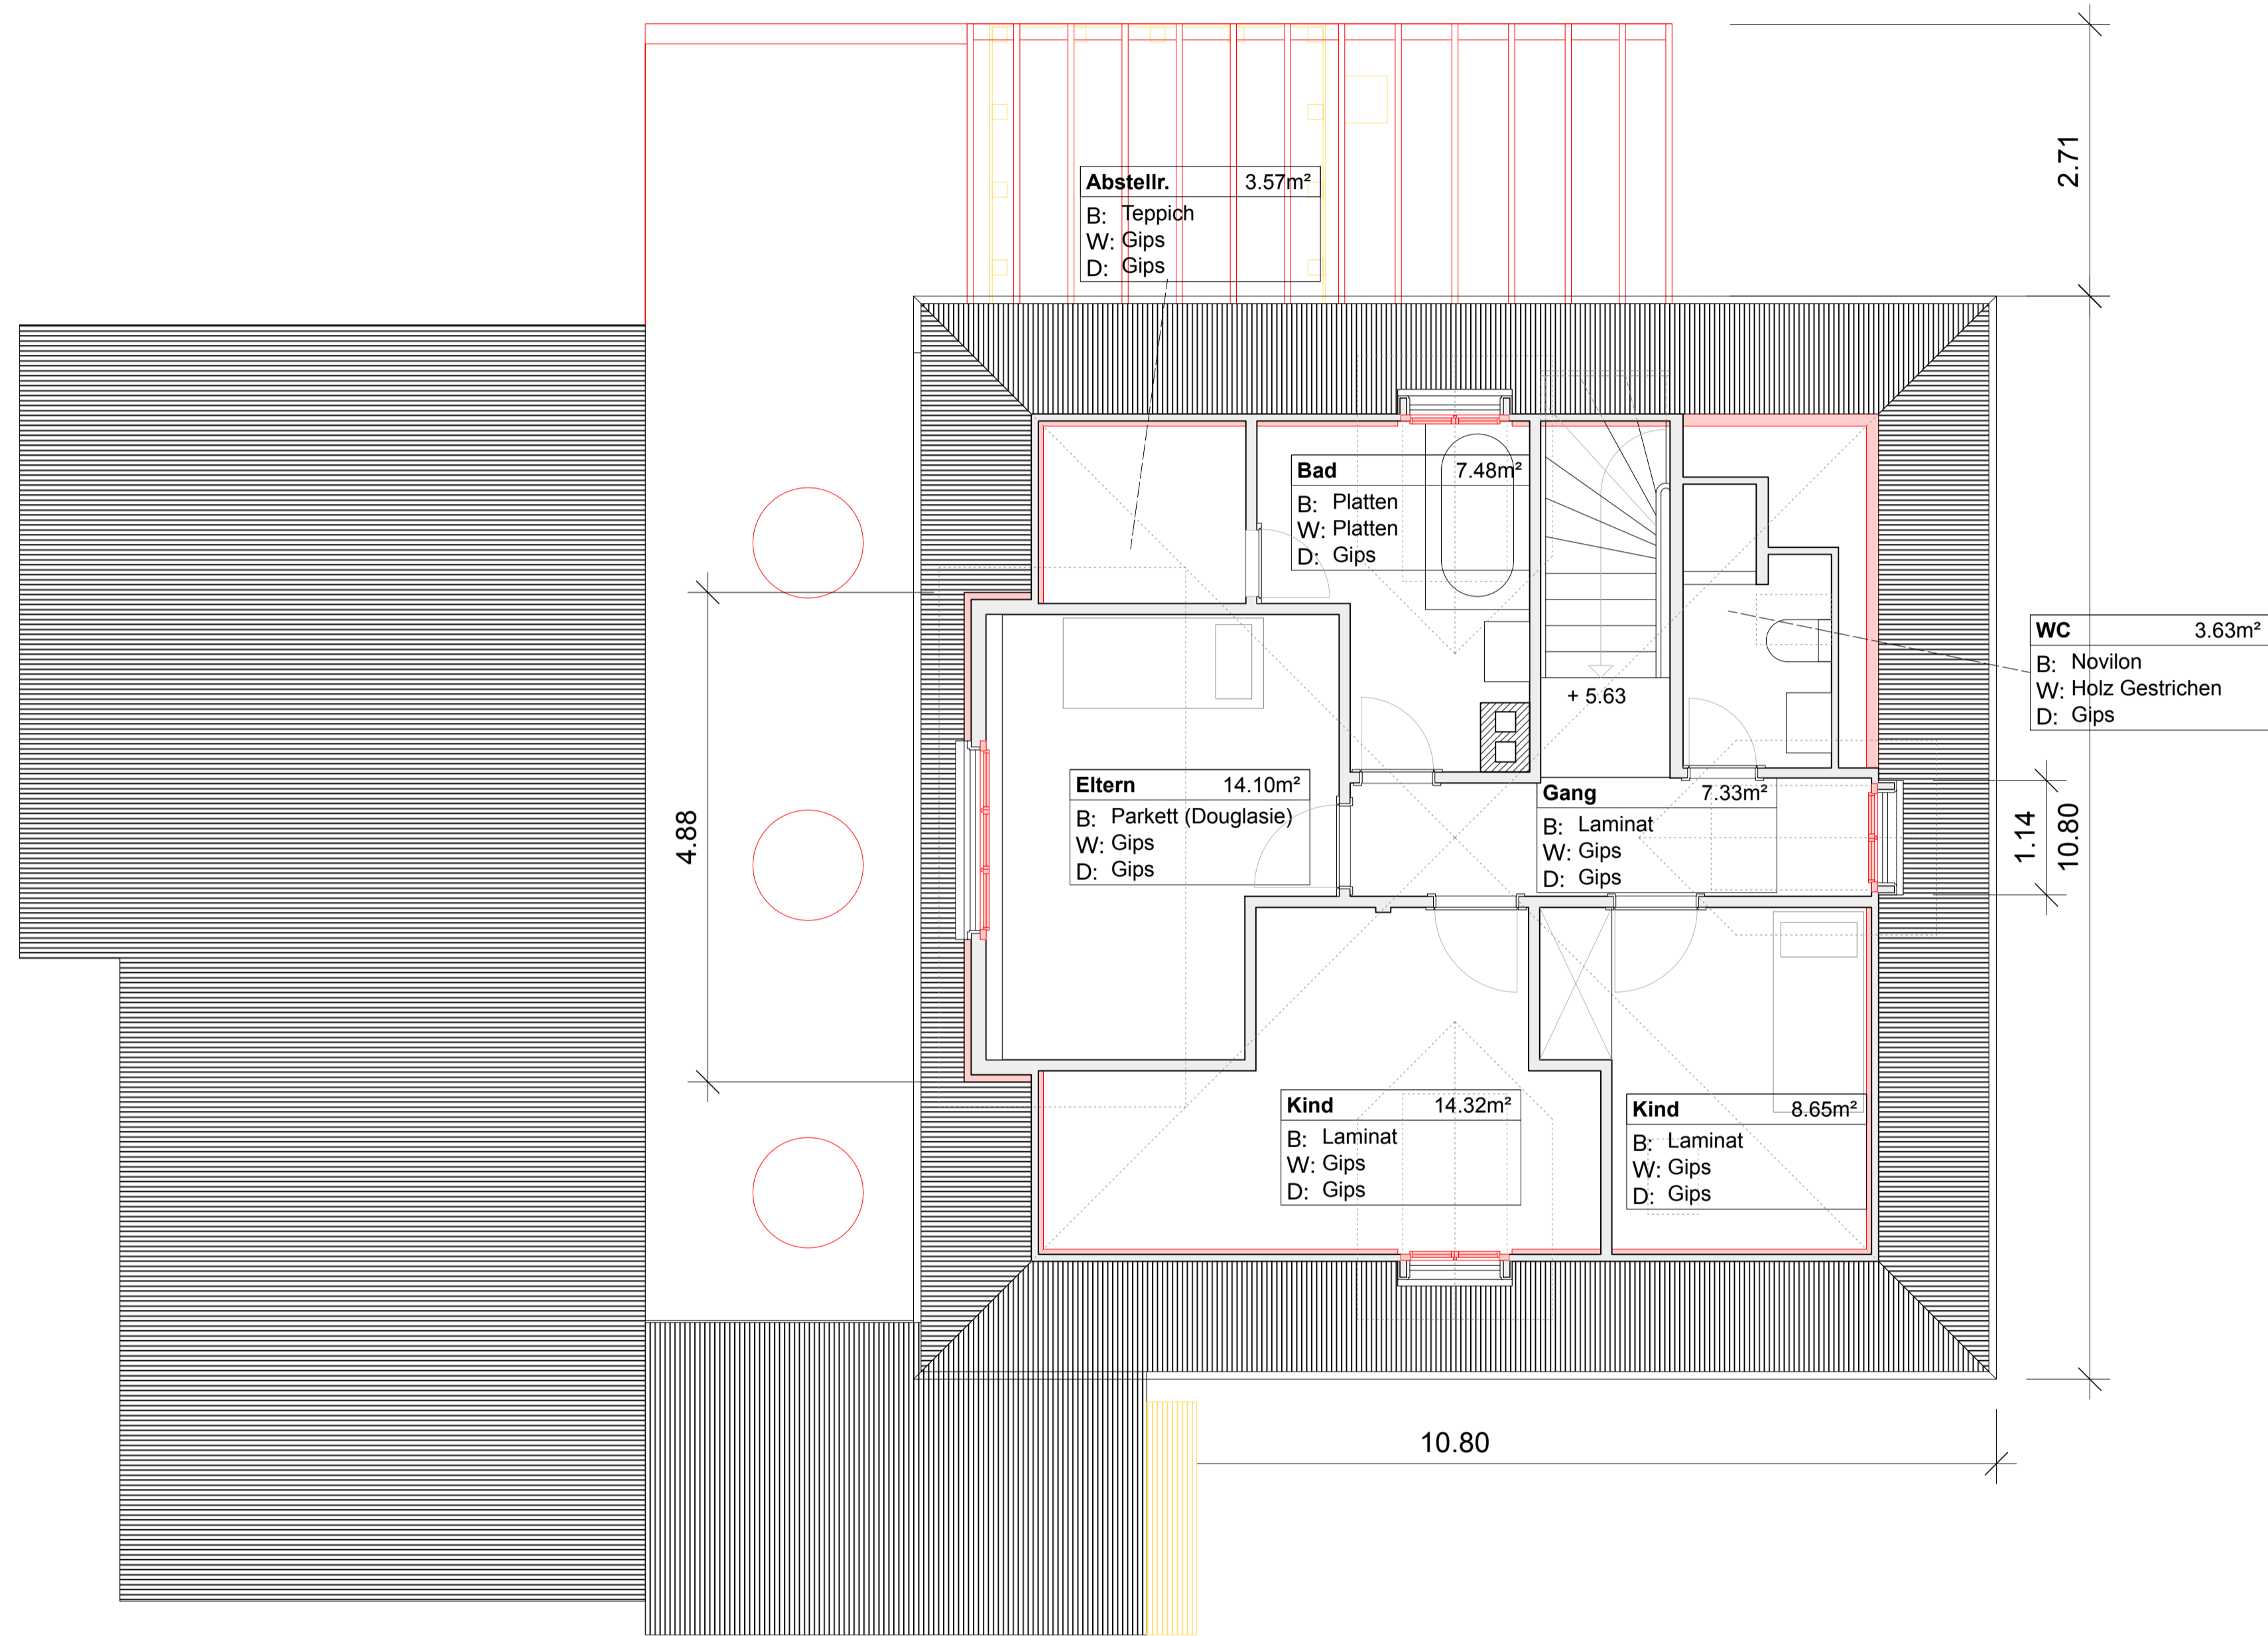 2.71
Abstellr. 3.57m²
B: Teppich
W: Gips
D: Gips
Bad 7.48m²
B: Platten
W: Platten
D: Gips
WC 3.63m²
B: Novilon
W: Holz Gestrichen
D: Gips
+ 5.63
Eltern 14.10m²
B: Parkett (Douglasie)
W: Gips
D: Gips
Gang 7.33m²
B: Laminat
W: Gips
D: Gips
4.88
1.14
10.80
Kind 14.32m²
B: Laminat
W: Gips
D: Gips
Kind 8.65m²
B: Laminat
W: Gips
D: Gips
10.80